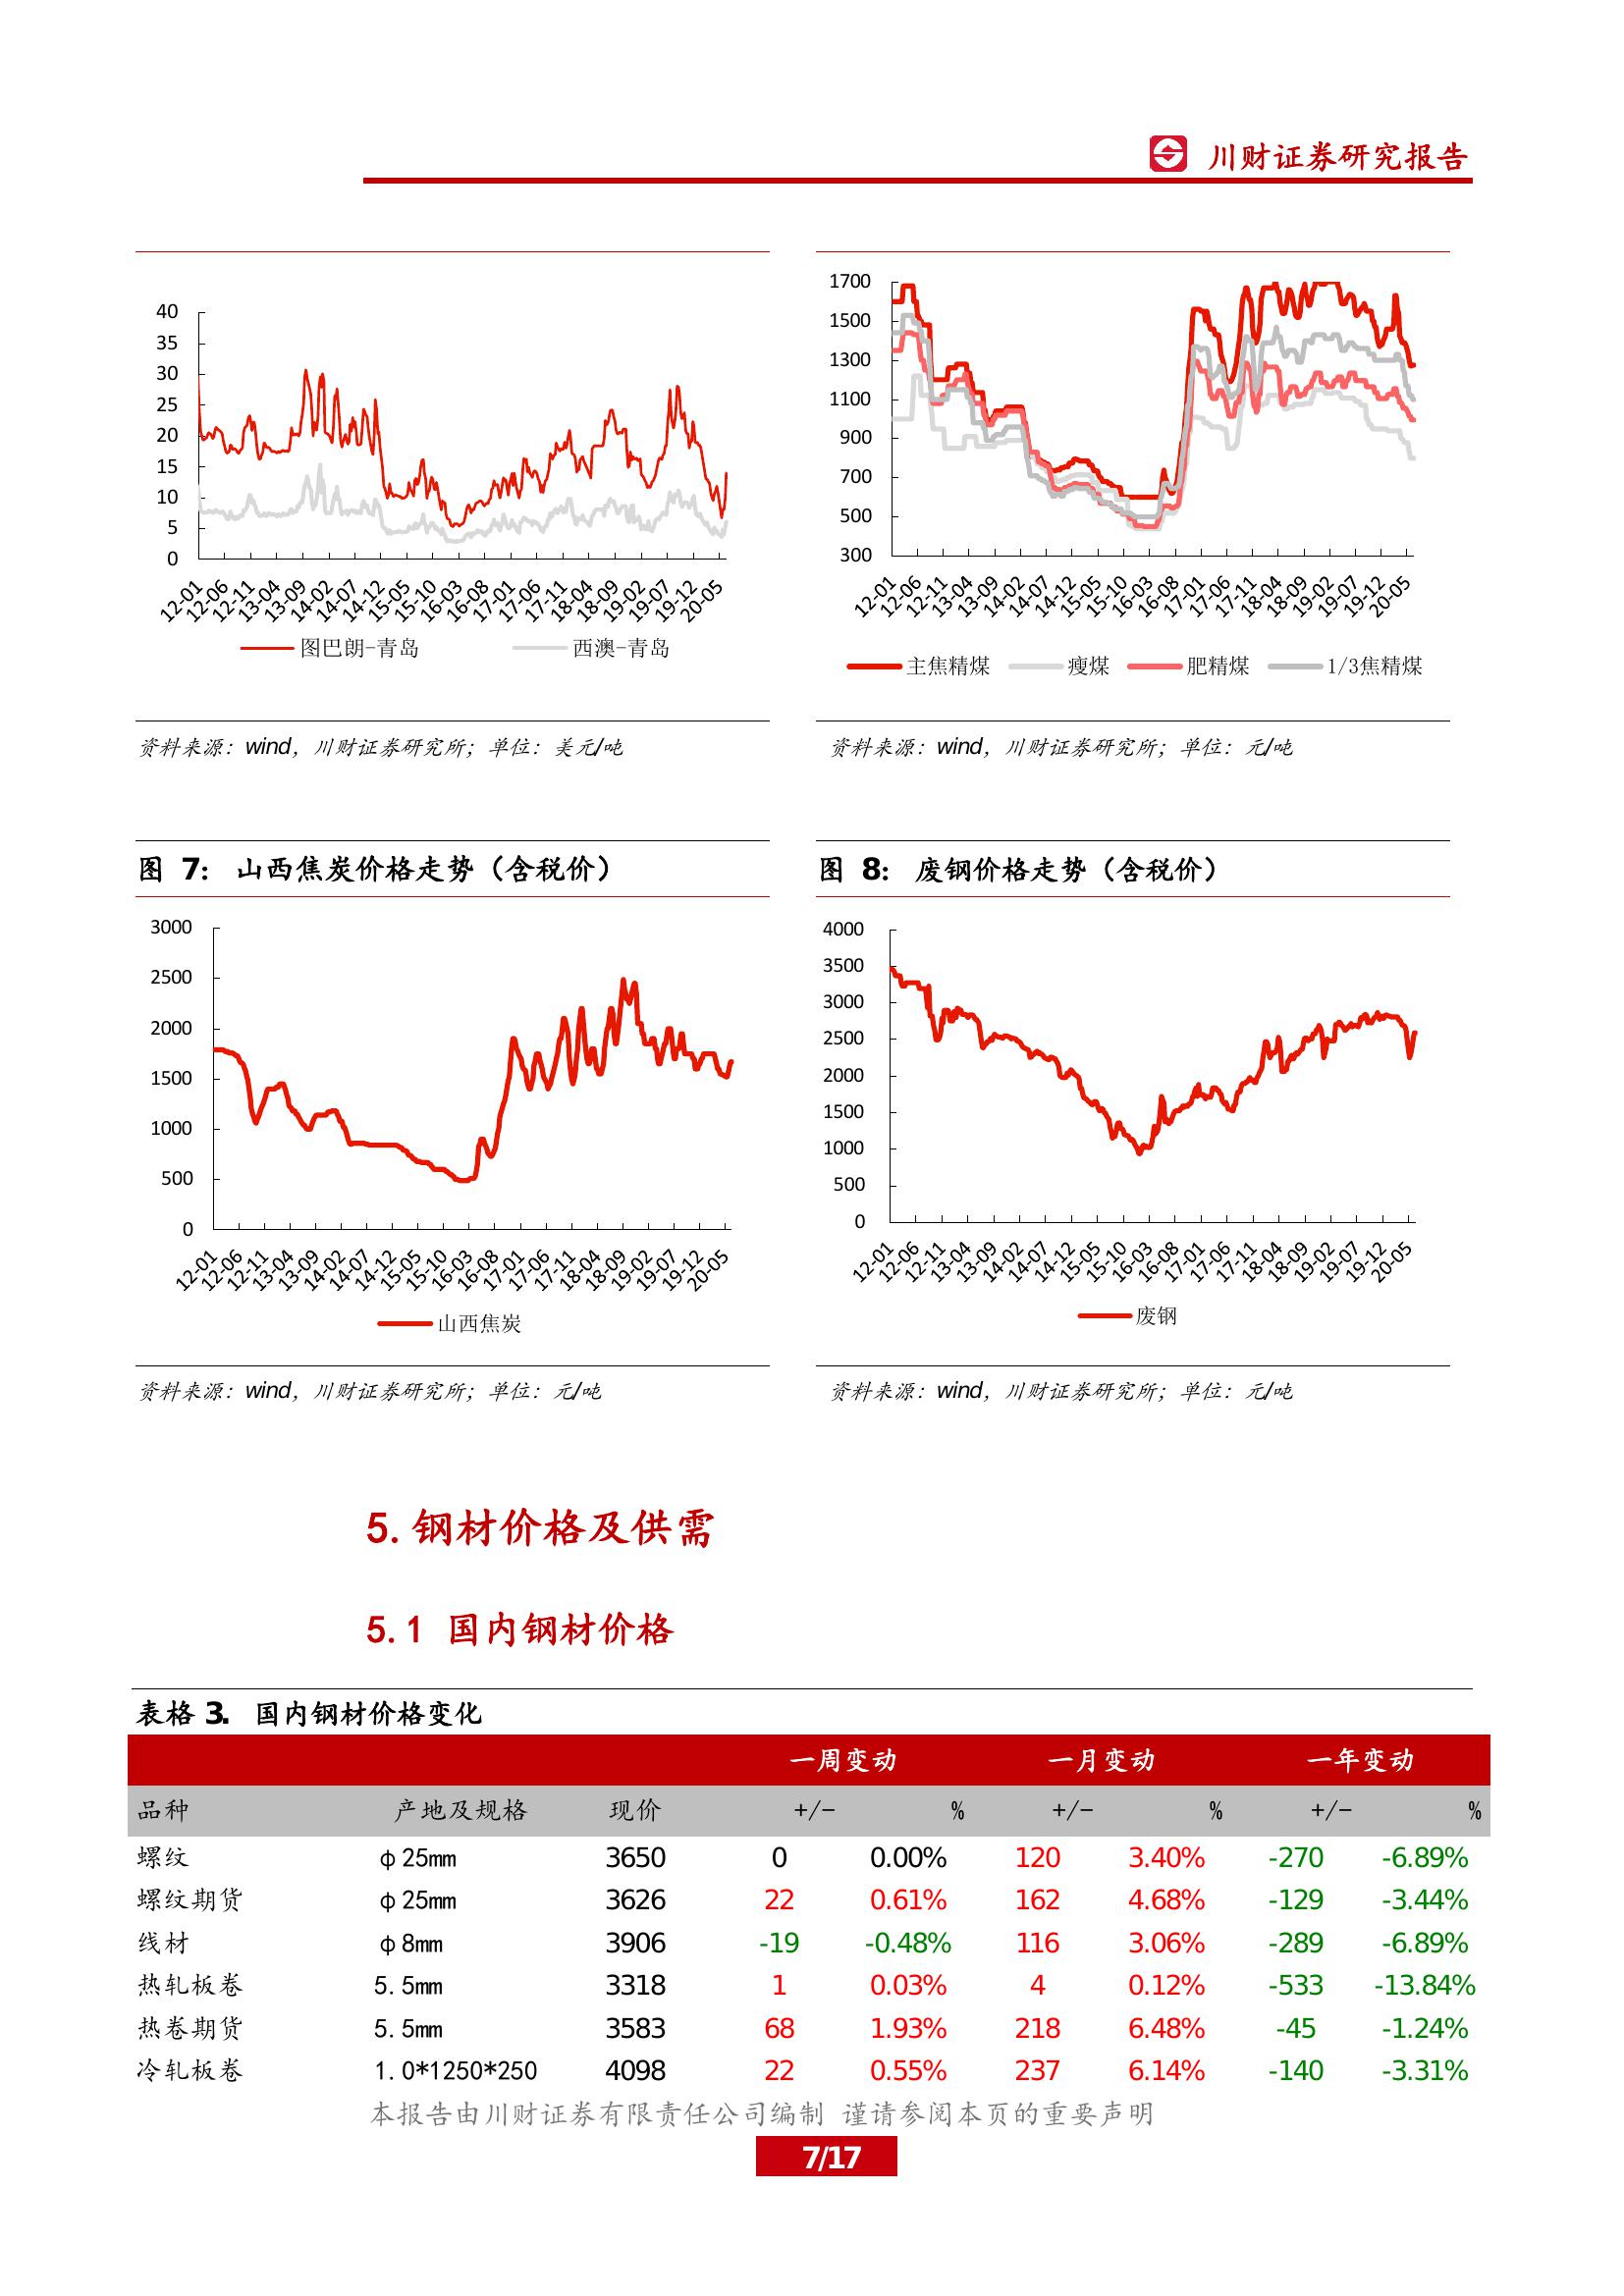 川财证券研究报告
40
35
30
25
20
15
10
5
0
12-01 12-06 12-11 13-04 13-09 14-02 14-07 14-12 15-05 15-10 16-03 16-08 17-01 17-06 17-11 18-04 18-09 19-02 19-07 19-12 20-05
图巴朗-青岛 西澳-青岛
1700
1500
1300
1100
900
700
500
300
12-01 12-06 12-11 13-04 13-09 14-02 14-07 14-12 15-05 15-10 16-03 16-08 17-01 17-06 17-11 18-04 18-09 19-02 19-07 19-12 20-05
主焦精煤 瘦煤 肥精煤 1/3焦精煤
资料来源：wind，川财证券研究所；单位：美元/吨
资料来源：wind，川财证券研究所；单位：元/吨
图 7： 山西焦炭价格走势（含税价）
3000
2500
2000
1500
1000
500
0
12-01 12-06 12-11 13-04 13-09 14-02 14-07 14-12 15-05 15-10 16-03 16-08 17-01 17-06 17-11 18-04 18-09 19-02 19-07 19-12 20-05
山西焦炭
图 8： 废钢价格走势（含税价）
4000
3500
3000
2500
2000
1500
1000
500
0
12-01 12-06 12-11 13-04 13-09 14-02 14-07 14-12 15-05 15-10 16-03 16-08 17-01 17-06 17-11 18-04 18-09 19-02 19-07 19-12 20-05
废钢
资料来源：wind，川财证券研究所；单位：元/吨
资料来源：wind，川财证券研究所；单位：元/吨
5.钢材价格及供需
5.1 国内钢材价格
表格 3. 国内钢材价格变化
一周变动 一月变动 一年变动
品种 产地及规格 现价 +/- % +/- % +/- %
螺纹 φ25mm 3650 0 0.00% 120 3.40% -270 -6.89%
螺纹期货 φ25mm 3626 22 0.61% 162 4.68% -129 -3.44%
线材 φ8mm 3906 -19 -0.48% 116 3.06% -289 -6.89%
热轧板卷 5.5mm 3318 1 0.03% 4 0.12% -533 -13.84%
热卷期货 5.5mm 3583 68 1.93% 218 6.48% -45 -1.24%
冷轧板卷 1.0*1250*250 4098 22 0.55% 237 6.14% -140 -3.31%
本报告由川财证券有限责任公司编制 谨请参阅本页的重要声明
7/17